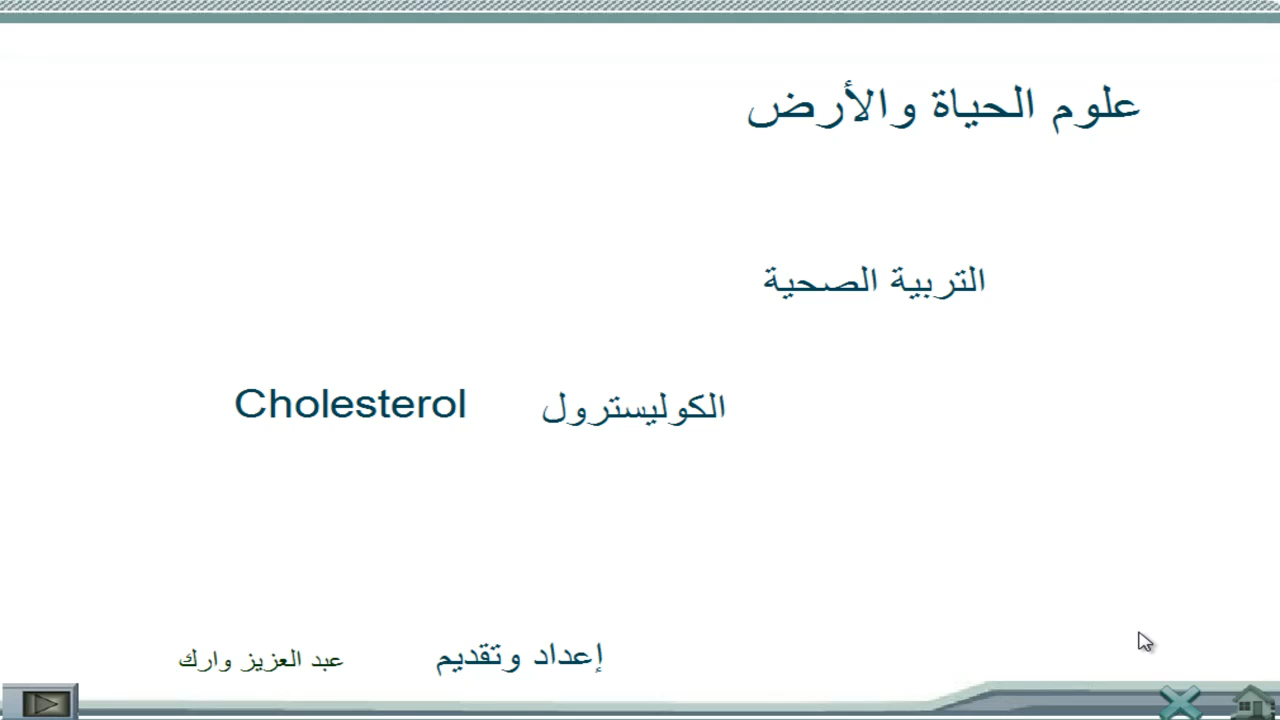 علوم الحياة والأرض
التربية الصحية
الكوليسترول Cholesterol
إعداد وتقديم عبد العزيز وارك